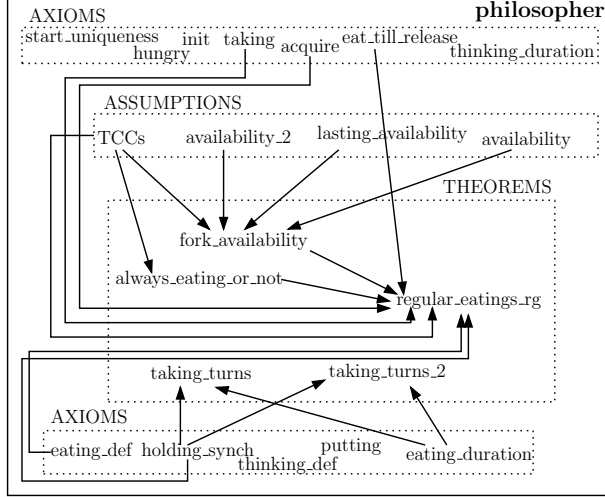 philosopher
AXIOMS
start_uniqueness init taking acquire eat_till_release
hungry thinking_duration
ASSUMPTIONS
TCCs availability_2 lasting_availability availability
THEOREMS
fork_availability
always_eating_or_not
regular_eatings_rg
taking_turns taking_turns_2
AXIOMS
eating_def holding_synch putting eating_duration
thinking_def